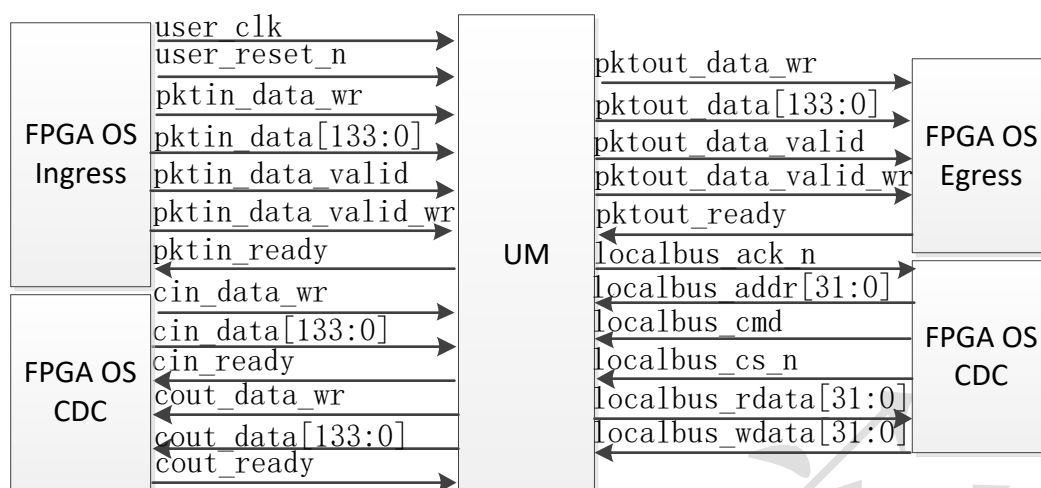 user_clk
user_reset_n
pktin_data_wr
FPGA OS
Ingress
pktin_data[133:0]
pktin_data_valid
pktin_data_valid_wr
pktin_ready
cin_data_wr
cin_data[133:0]
cin_ready
FPGA OS
CDC
cout_data_wr
cout_data[133:0]
cout_ready
UM
pktout_data_wr
pktout_data[133:0]
pktout_data_valid
pktout_data_valid_wr
pktout_ready
FPGA OS
Egress
localbus_ack_n
localbus_addr[31:0]
localbus_cmd
localbus_cs_n
localbus_rdata[31:0]
localbus_wdata[31:0]
FPGA OS
CDC